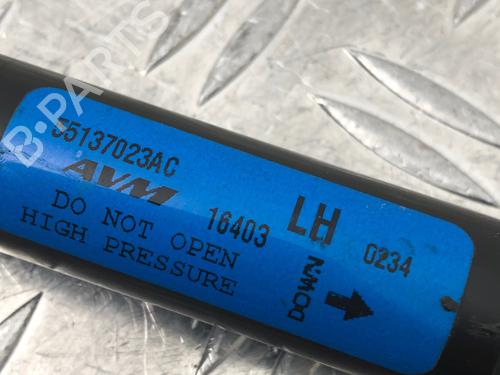 B-PARTS
55137023AC
AVM
16403
LH
0234
DO NOT OPEN
HIGH PRESSURE
DOWN